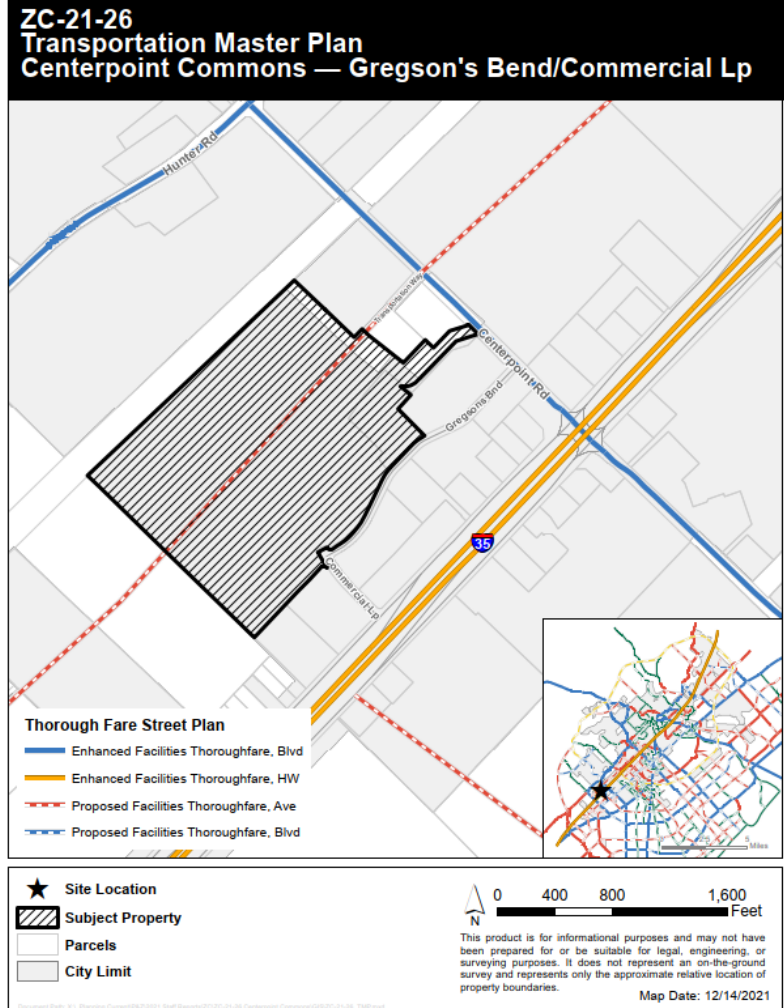 ZC-21-26
Transportation Master Plan
Centerpoint Commons — Gregson's Bend/Commercial Lp
Hunter Rd
Transportation Way
Centerpoint Rd
Gregsons Bnd
35
Commercial Lp
Thorough Fare Street Plan
Enhanced Facilities Thoroughfare, Blvd
Enhanced Facilities Thoroughfare, HW
Proposed Facilities Thoroughfare, Ave
Proposed Facilities Thoroughfare, Blvd
5
Miles
Site Location
Subject Property
Parcels
City Limit
N
0 400 800 1,600
Feet
This product is for informational purposes and may not have
been prepared for or be suitable for legal, engineering, or
surveying purposes. It does not represent an on-the-ground
survey and represents only the approximate relative location of
property boundaries.
Map Date: 12/14/2021